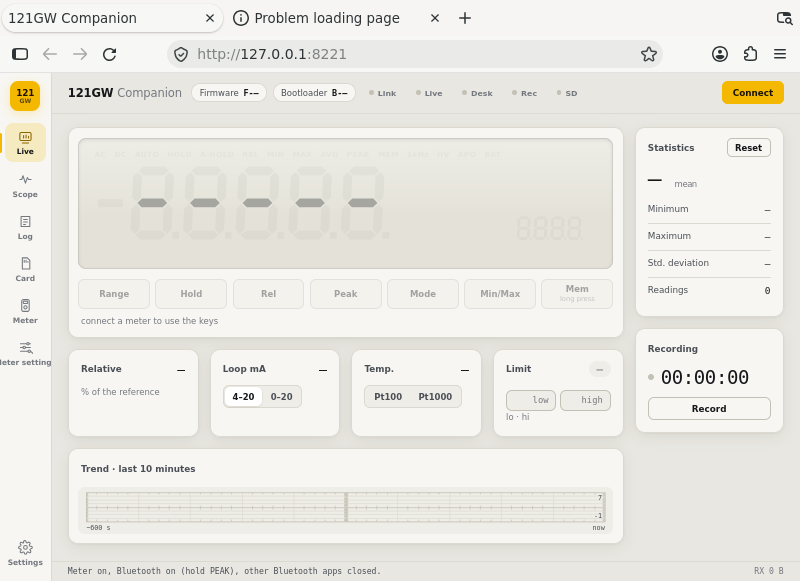 121GW Companion
Problem loading page
http://127.0.0.1:8221
121
GW
121GW Companion
Firmware F-—
Bootloader B-—
Link
Live
Desk
Rec
SD
Connect
Live
Scope
Log
Card
Meter
Meter settings
Settings
Range
Hold
Rel
Peak
Mode
Min/Max
Mem
long press
connect a meter to use the keys
Relative —
% of the reference
Loop mA —
4–20 0–20
Temp. —
Pt100 Pt1000
Limit —
low high
lo · hi
Trend · last 10 minutes
7
-1
−600 s
now
Statistics
Reset
— mean
Minimum —
Maximum —
Std. deviation —
Readings 0
Recording
00:00:00
Record
Meter on, Bluetooth on (hold PEAK), other Bluetooth apps closed.
RX 0 B